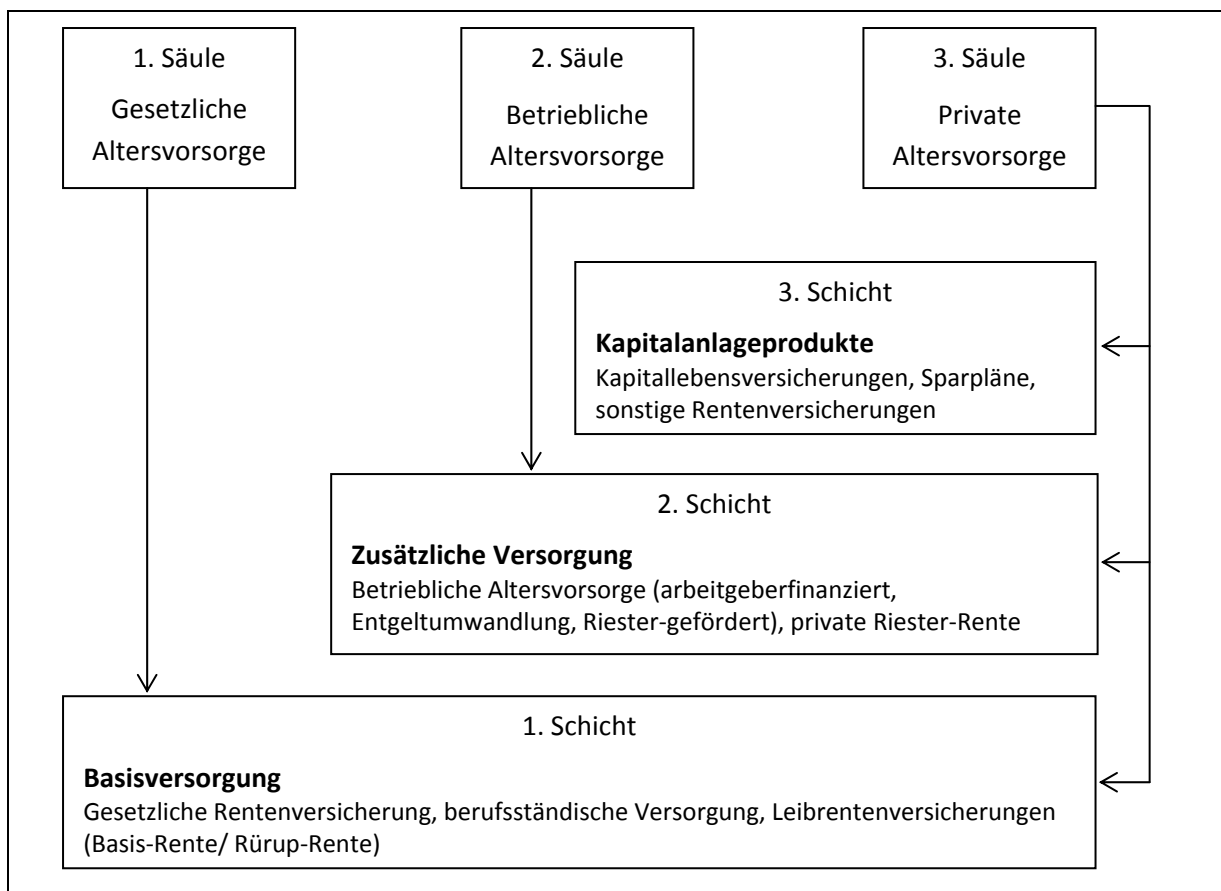 1. Säule
Gesetzliche
Altersvorsorge
2. Säule
Betriebliche
Altersvorsorge
3. Säule
Private
Altersvorsorge
3. Schicht
Kapitalanlageprodukte
Kapitallebensversicherungen, Sparpläne,
sonstige Rentenversicherungen
2. Schicht
Zusätzliche Versorgung
Betriebliche Altersvorsorge (arbeitgeberfinanziert,
Entgeltumwandlung, Riester-gefördert), private Riester-Rente
1. Schicht
Basisversorgung
Gesetzliche Rentenversicherung, berufsständische Versorgung, Leibrentenversicherungen
(Basis-Rente/ Rürup-Rente)